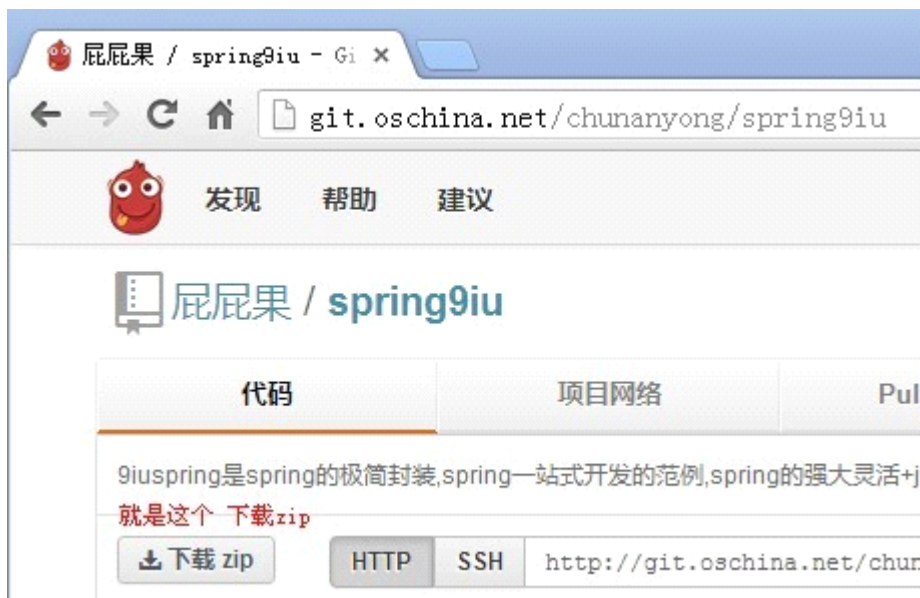 屁屁果 / spring9iu - Gi
git.oschina.net/chunanyong/spring9iu
发现 帮助 建议
屁屁果 / spring9iu
代码 项目网络 Pul
9iuspring是spring的极简封装,spring一站式开发的范例,spring的强大灵活+j
就是这个 下载zip
下载 zip HTTP SSH http://git.oschina.net/chun